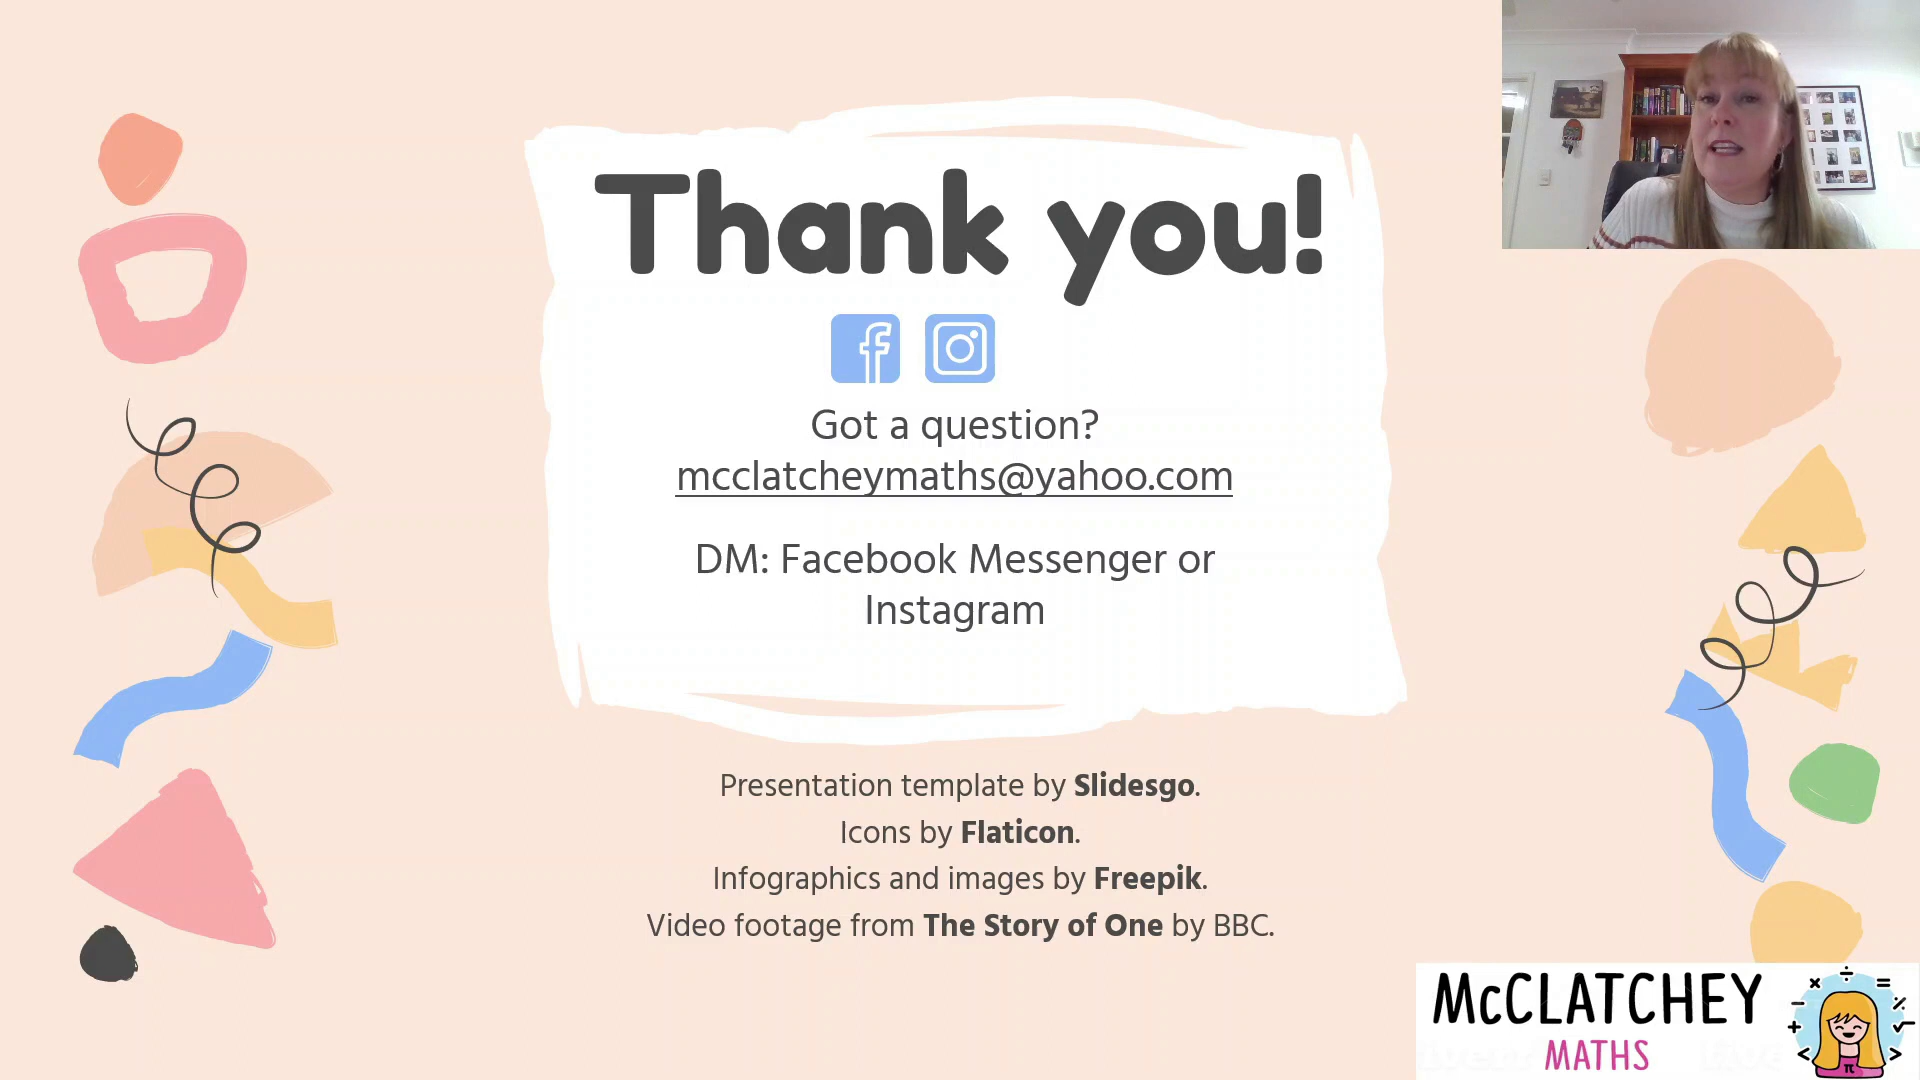 Thank you!
Got a question?
mcclatcheymaths@yahoo.com
DM: Facebook Messenger or
Instagram
Presentation template by Slidesgo.
Icons by Flaticon.
Infographics and images by Freepik.
Video footage from The Story of One by BBC.
McCLATCHEY
MATHS